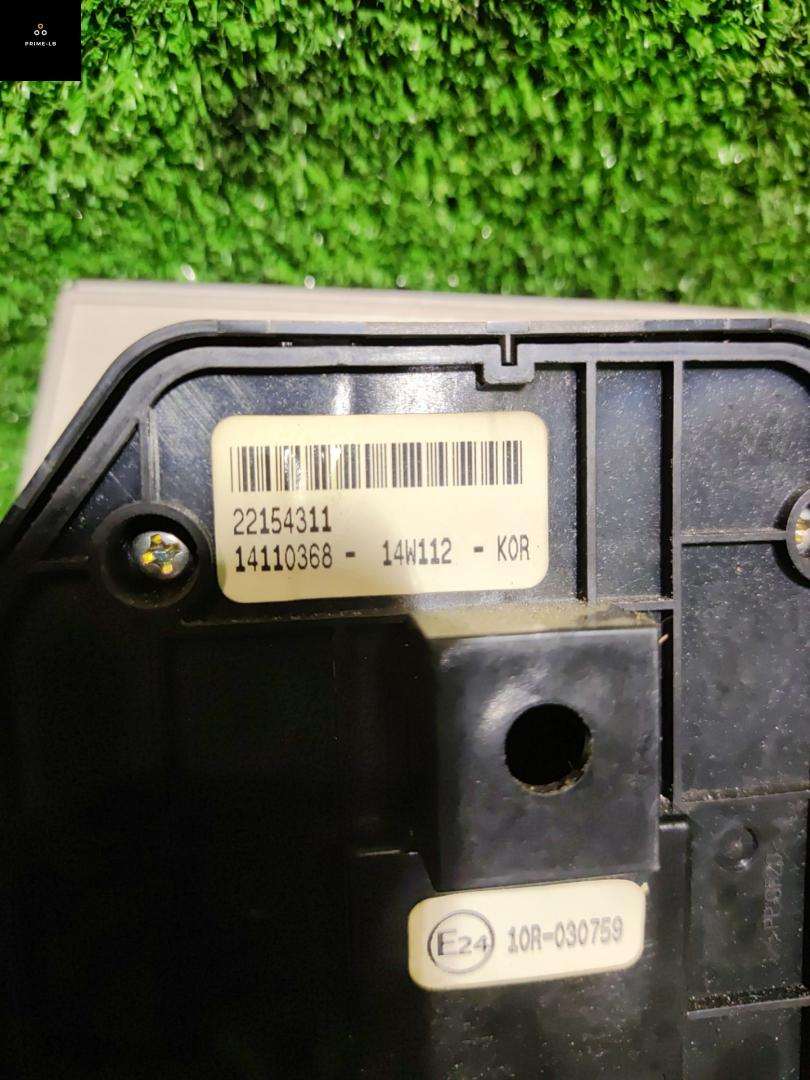 PRIME-LB
22154311
14110368 - 14W112 - KOR
E24 10R-030759